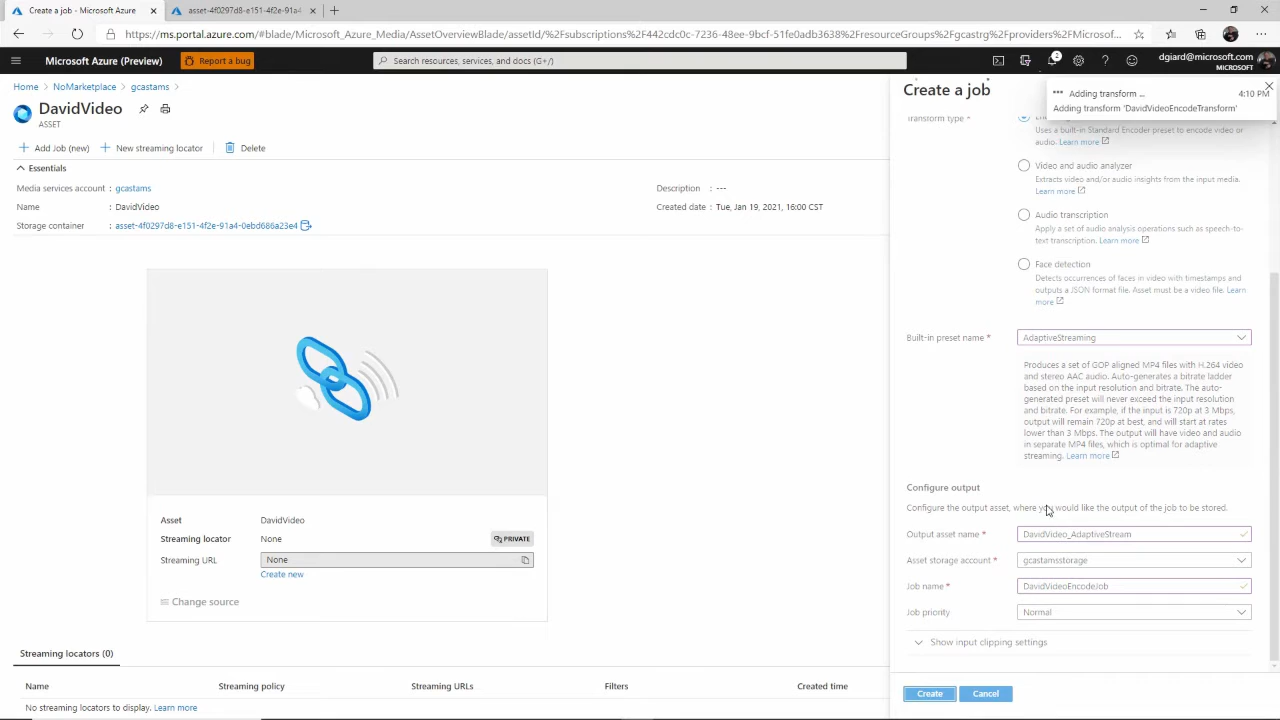 Create a job - Microsoft Azure
asset-4f0297d8-e151-4f2e-91a4-
https://ms.portal.azure.com/#blade/Microsoft_Azure_Media/AssetOverviewBlade/assetId/%2Fsubscriptions%2F442cdc0c-7236-48ee-9bcf-51fe0adb3638%2FresourceGroups%2Fgcastrg%2Fproviders%2FMicrosof...
Microsoft Azure (Preview)
Report a bug
Search resources, services, and docs (G+/)
2
dgiard@microsoft.com
MICROSOFT
Home > NoMarketplace > gcastams >
DavidVideo
ASSET
Add Job (new)
New streaming locator
Delete
Essentials
Media services account : gcastams
Name : DavidVideo
Storage container : asset-4f0297d8-e151-4f2e-91a4-0ebd686a23e4
Description : ---
Created date : Tue, Jan 19, 2021, 16:00 CST
Asset DavidVideo
Streaming locator None
PRIVATE
Streaming URL None
Create new
Change source
Streaming locators (0)
Name Streaming policy Streaming URLs Filters Created time
No streaming locators to display. Learn more
Create a job
Adding transform ... 4:10 PM
Adding transform 'DavidVideoEncodeTransform'
Transform type *
Uses a built-in Standard Encoder preset to encode video or
audio. Learn more
Video and audio analyzer
Extracts video and/or audio insights from the input media.
Learn more
Audio transcription
Apply a set of audio analysis operations such as speech-to-
text transcription. Learn more
Face detection
Detects occurrences of faces in video with timestamps and
outputs a JSON format file. Asset must be a video file. Learn
more
Built-in preset name * AdaptiveStreaming
Produces a set of GOP aligned MP4 files with H.264 video
and stereo AAC audio. Auto-generates a bitrate ladder
based on the input resolution and bitrate. The auto-
generated preset will never exceed the input resolution
and bitrate. For example, if the input is 720p at 3 Mbps,
output will remain 720p at best, and will start at rates
lower than 3 Mbps. The output will have video and audio
in separate MP4 files, which is optimal for adaptive
streaming. Learn more
Configure output
Configure the output asset, where you would like the output of the job to be stored.
Output asset name * DavidVideo_AdaptiveStream
Asset storage account * gcastamsstorage
Job name * DavidVideoEncodeJob
Job priority Normal
Show input clipping settings
Create
Cancel